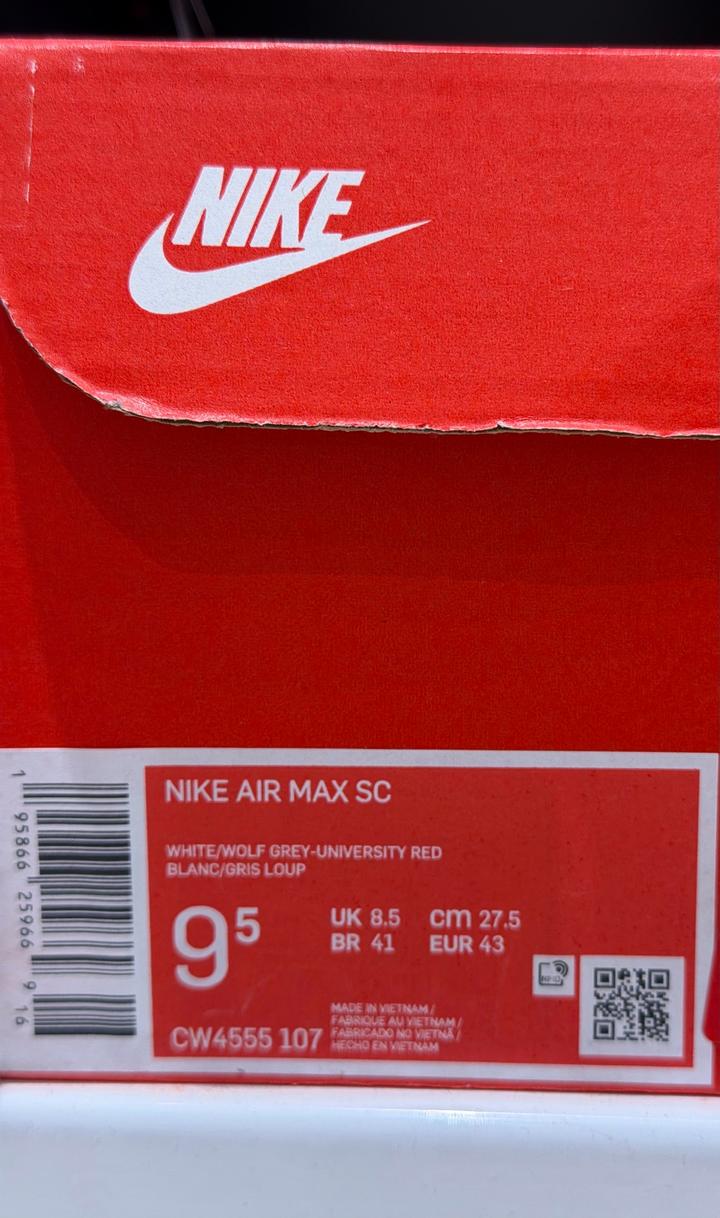 NIKE
NIKE AIR MAX SC
WHITE/WOLF GREY-UNIVERSITY RED
BLANC/GRIS LOUP
9⁵
UK 8.5 cm 27.5
BR 41 EUR 43
MADE IN VIETNAM /
FABRIQUE AU VIETNAM /
FABRICADO NO VIETNÃ /
HECHO EN VIETNAM
CW4555 107
1 95866 25966 9 16